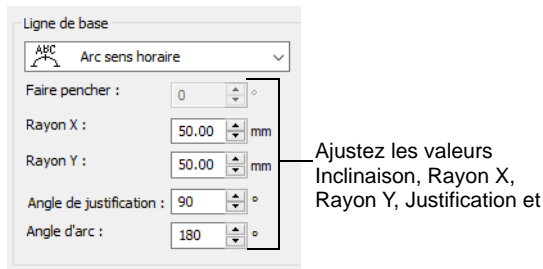 Ligne de base
ABC Arc sens horaire
Faire pencher : 0 °
Rayon X : 50.00 mm
Rayon Y : 50.00 mm
Angle de justification : 90 °
Angle d'arc : 180 °
Ajustez les valeurs
Inclinaison, Rayon X,
Rayon Y, Justification et